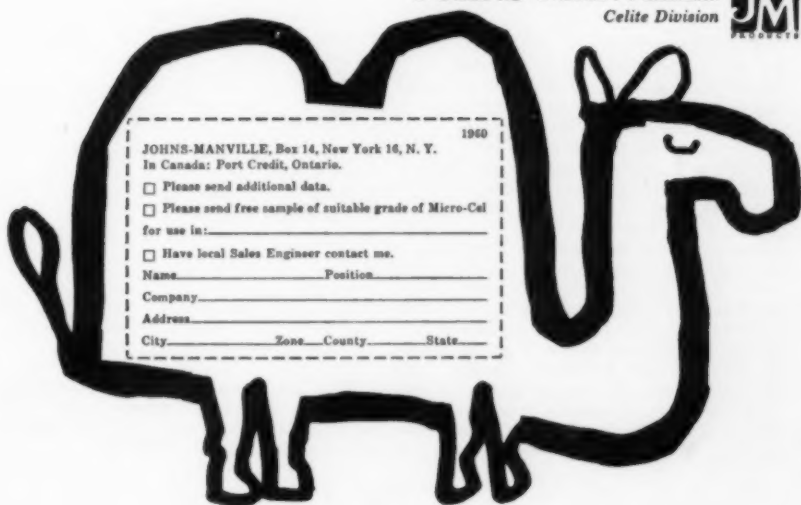 Celite Division
JM
PRODUCTS
1960
JOHNS-MANVILLE, Box 14, New York 16, N. Y.
In Canada: Port Credit, Ontario.
☐ Please send additional data.
☐ Please send free sample of suitable grade of Micro-Cel
for use in:
☐ Have local Sales Engineer contact me.
Name Position
Company
Address
City Zone County State